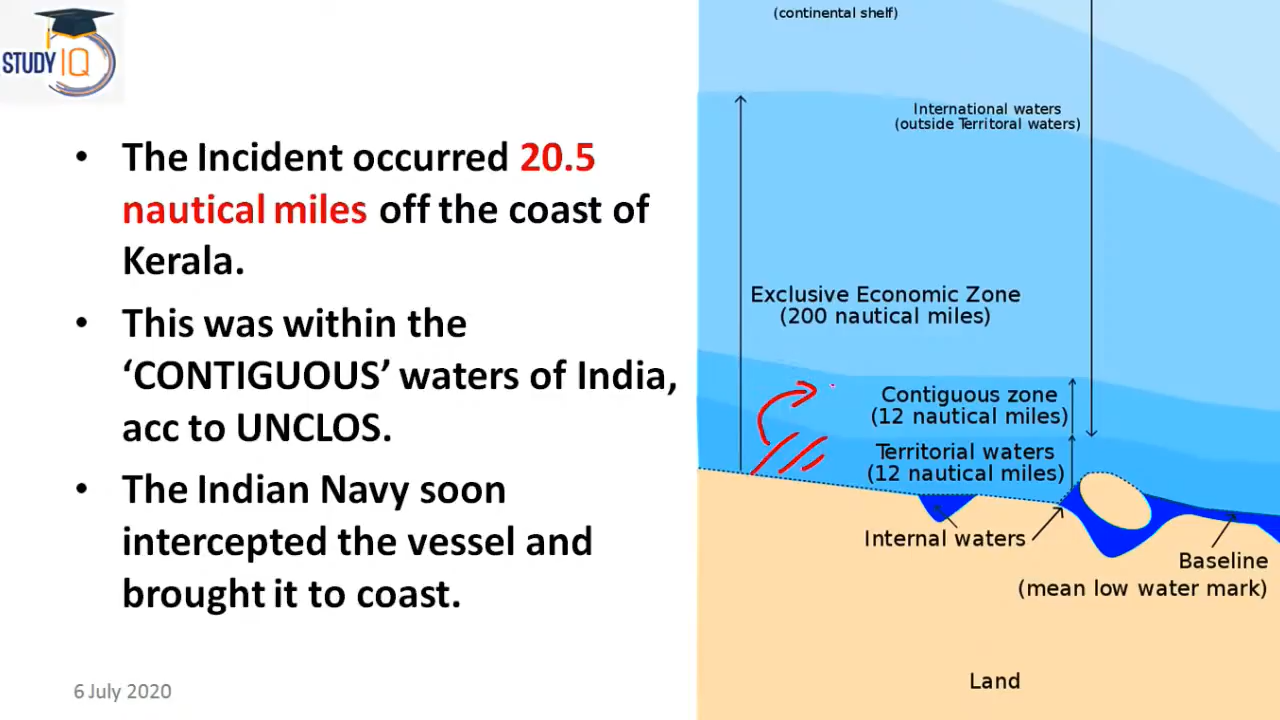 STUDY IQ
• The Incident occurred 20.5
nautical miles off the coast of
Kerala.
• This was within the
‘CONTIGUOUS’ waters of India,
acc to UNCLOS.
• The Indian Navy soon
intercepted the vessel and
brought it to coast.
6 July 2020
(continental shelf)
International waters
(outside Territoral waters)
Exclusive Economic Zone
(200 nautical miles)
Contiguous zone
(12 nautical miles)
Territorial waters
(12 nautical miles)
Internal waters
Baseline
(mean low water mark)
Land